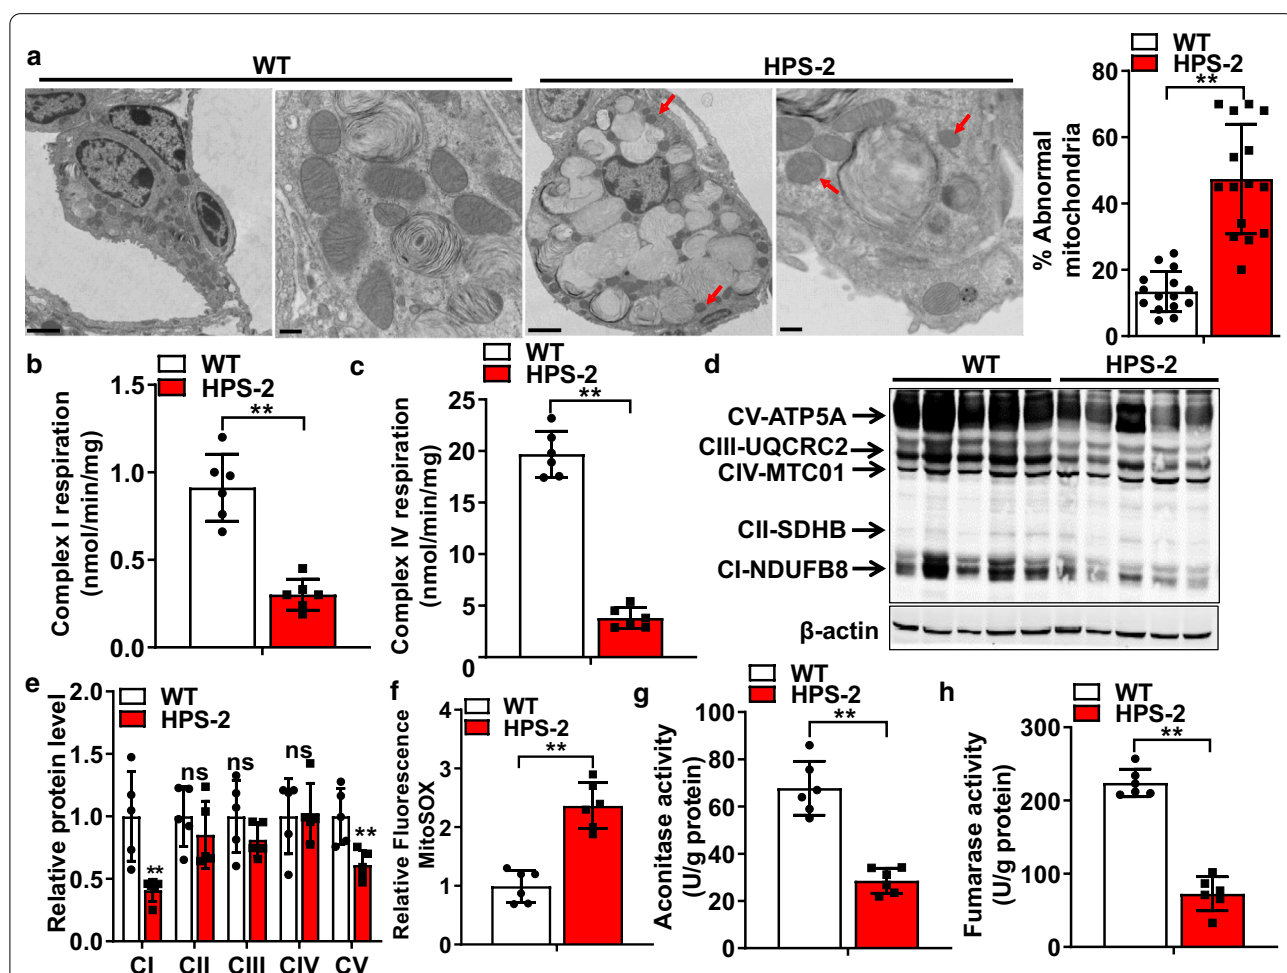 a
WT
HPS-2
WT
HPS-2
**
80
60
40
20
0
% Abnormal
mitochondria
b
WT
HPS-2
**
1.5
1.0
0.5
0.0
Complex I respiration
(nmol/min/mg)
c
WT
HPS-2
**
25
20
15
10
5
0
Complex IV respiration
(nmol/min/mg)
d
WT
HPS-2
CV-ATP5A
CIII-UQCRC2
CIV-MTC01
CII-SDHB
CI-NDUFB8
β-actin
e
WT
HPS-2
2.0
1.5
1.0
0.5
0.0
Relative protein level
**
ns
ns
ns
**
CI
CII
CIII
CIV
CV
f
WT
HPS-2
**
4
3
2
1
0
Relative Fluorescence
MitoSOX
g
WT
HPS-2
**
100
80
60
40
20
0
Aconitase activity
(U/g protein)
h
WT
HPS-2
**
300
200
100
0
Fumarase activity
(U/g protein)